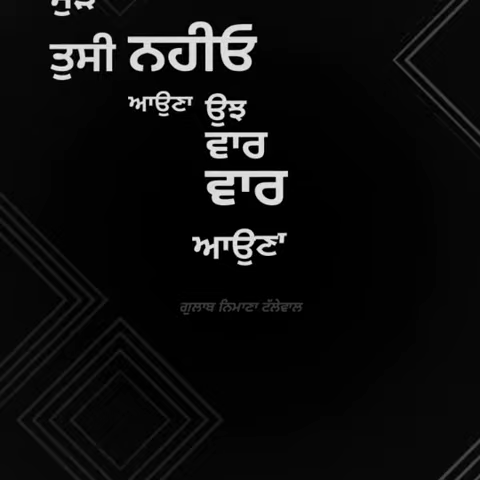 ਤੁਸੀ ਨਹੀਓ
ਆਉਣਾ ਉਝ
ਵਾਰ
ਵਾਰ
ਆਉਣਾ
ਗੁਲਾਬ ਨਿਮਾਣਾ ਟੱਲੇਵਾਲ